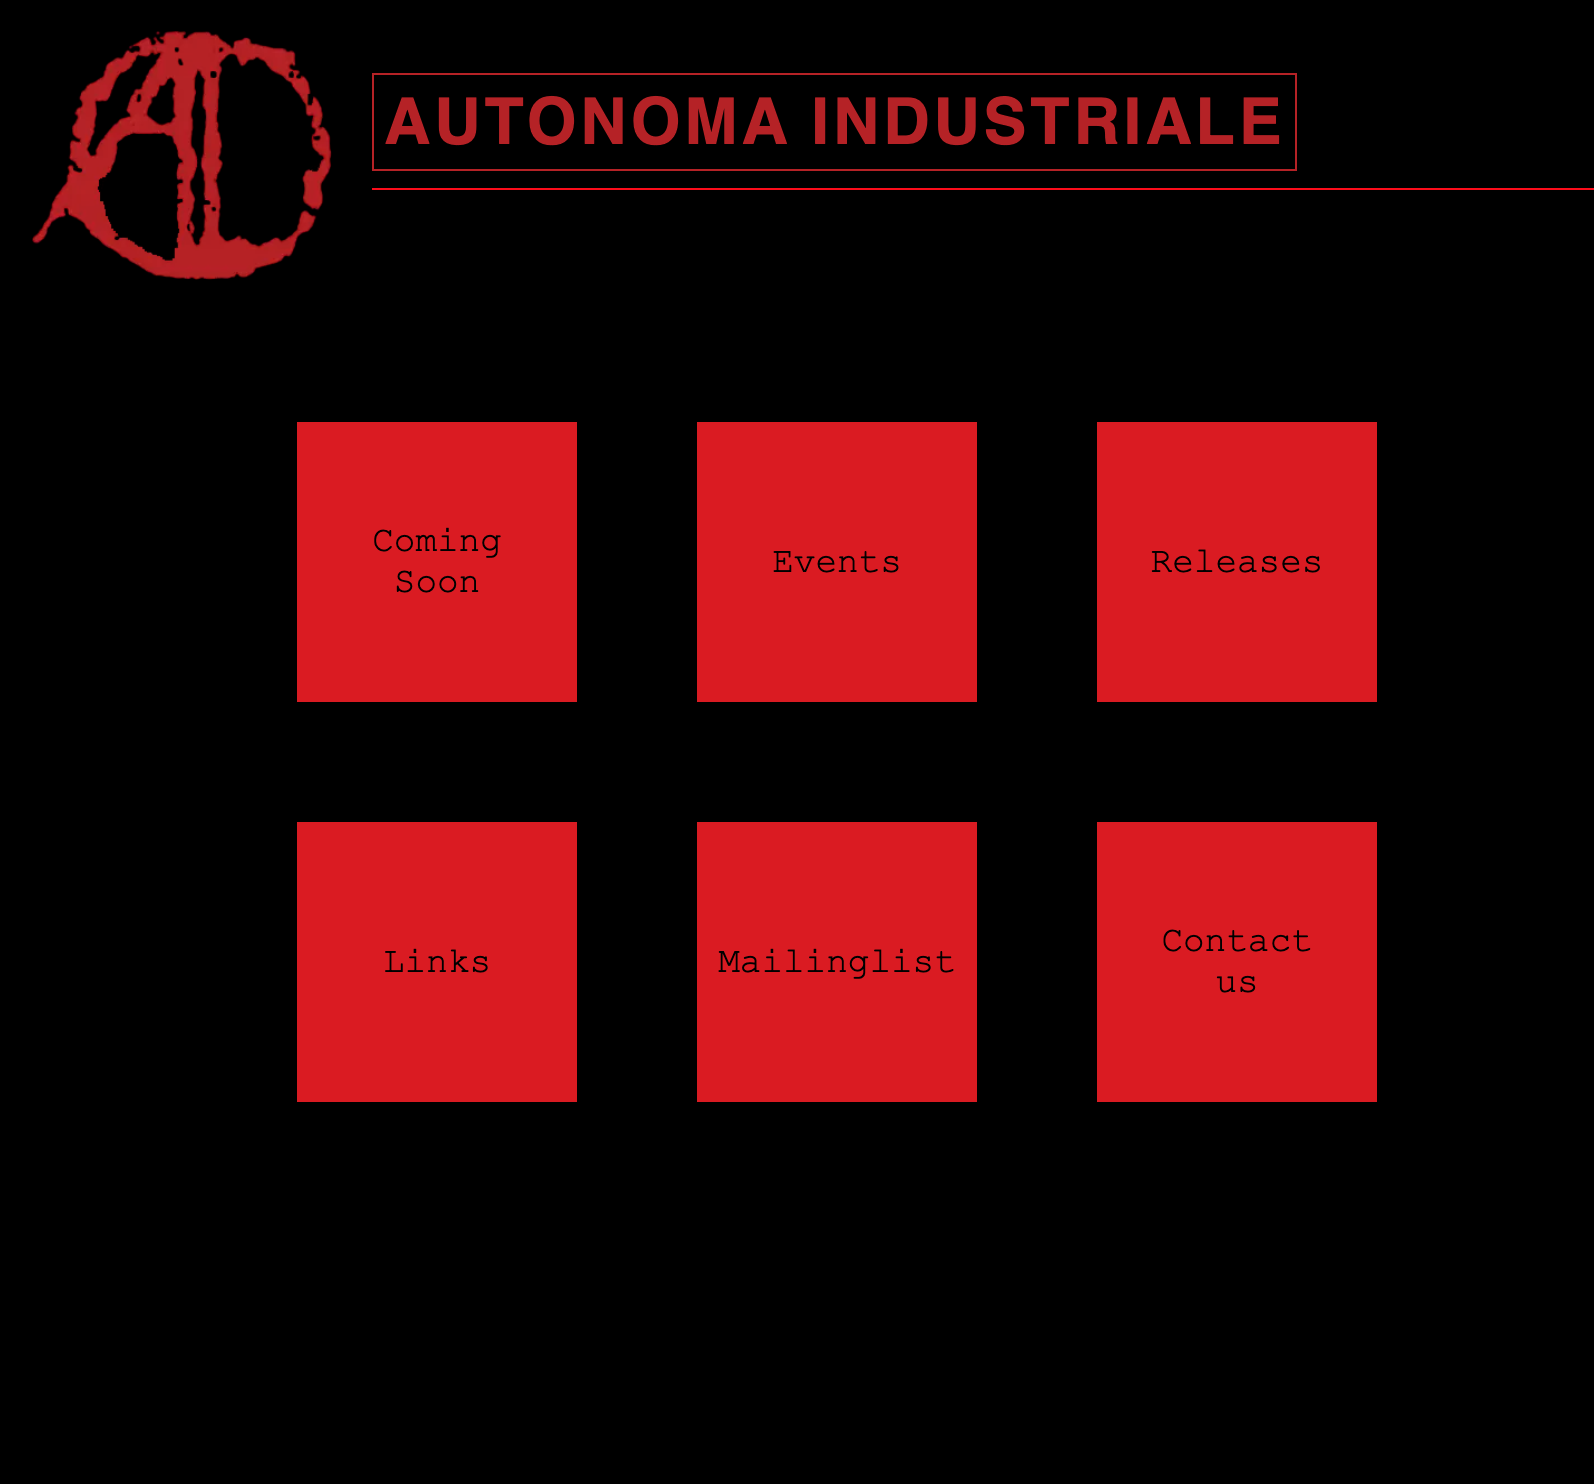 AUTONOMA INDUSTRIALE
Coming
Soon
Events
Releases
Links
Mailinglist
Contact
us